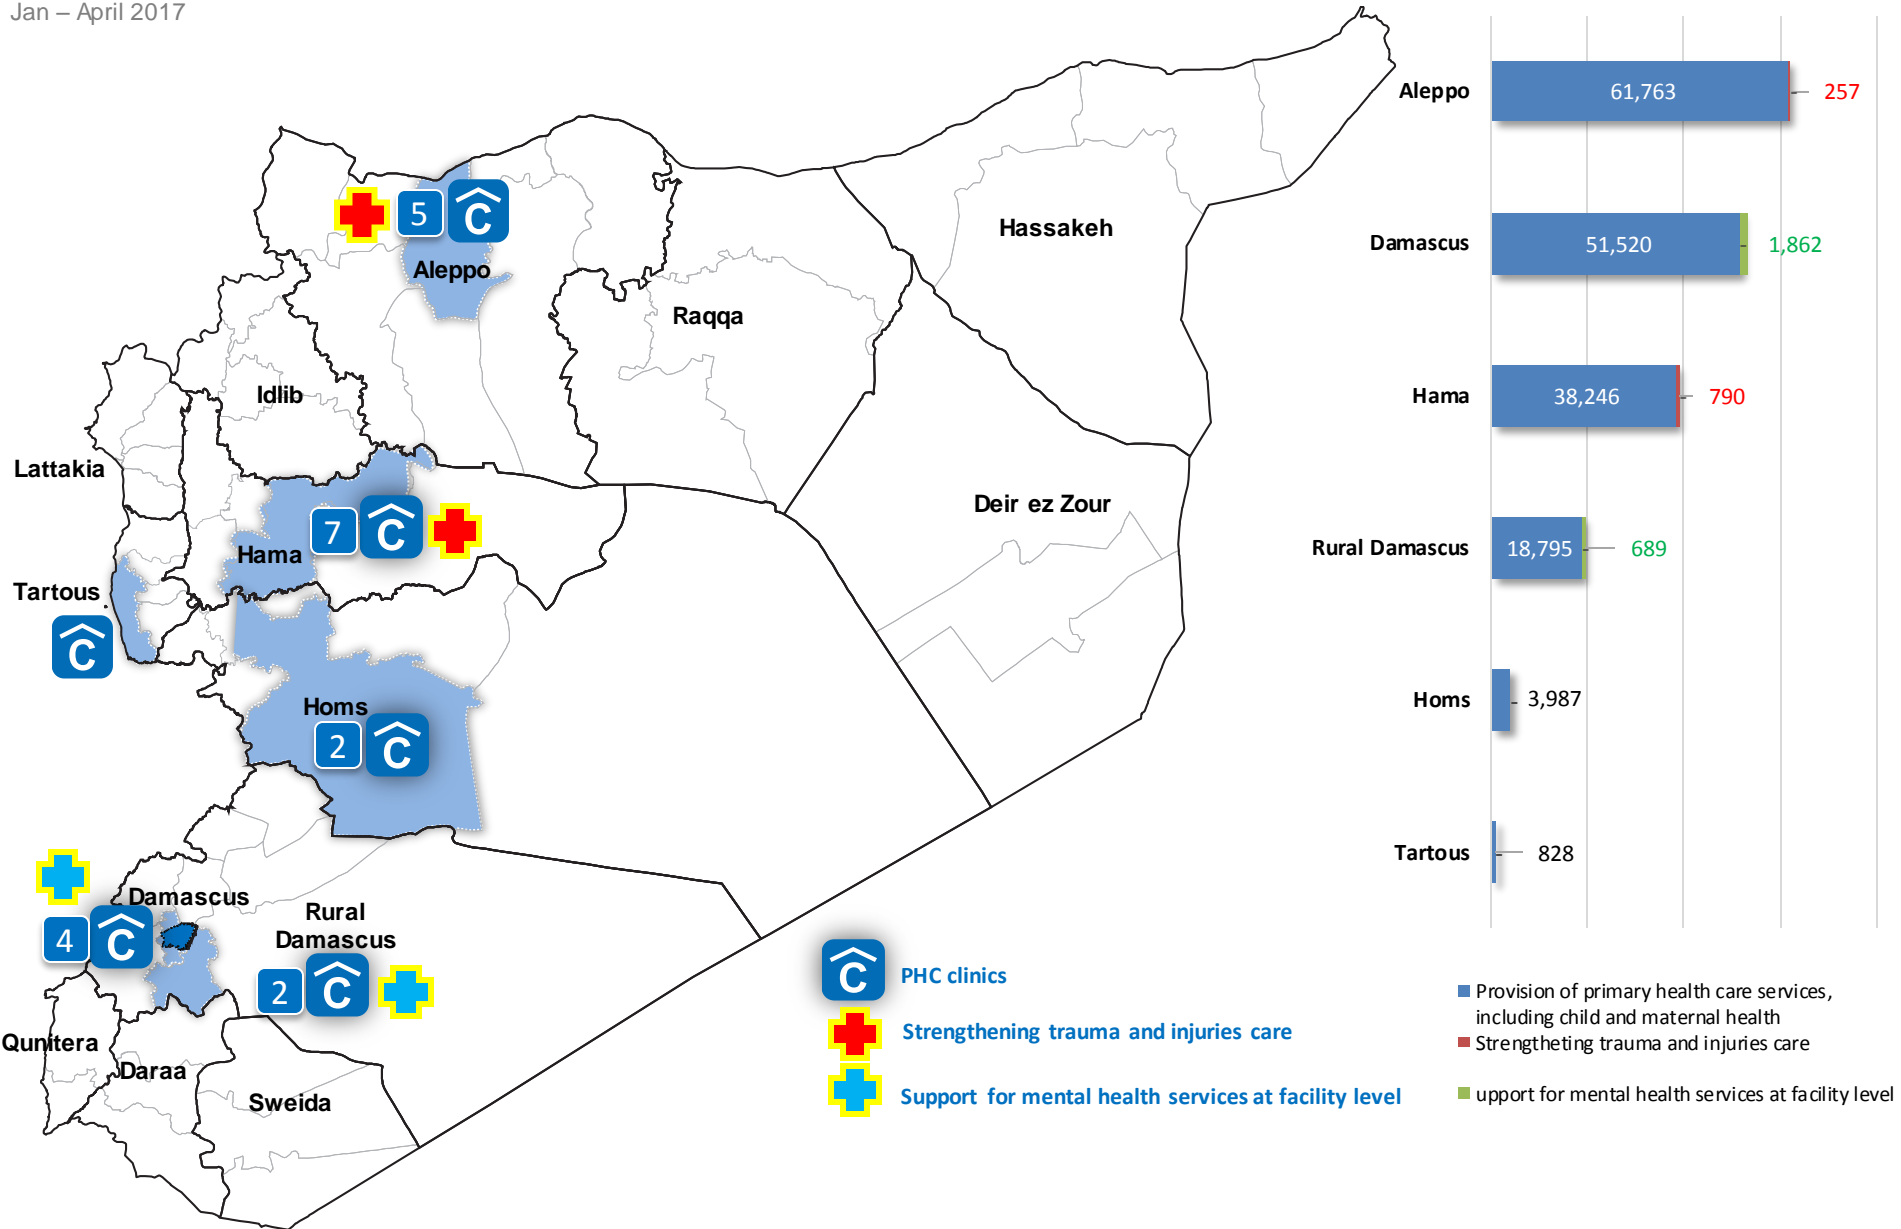 Jan – April 2017
5
C
Aleppo
Hassakeh
Raqqa
Idlib
Lattakia
Deir ez Zour
7
C
Hama
Tartous
C
Homs
2
C
Damascus
4
C
Rural
Damascus
2
C
Qunitera
Daraa
Sweida
C
PHC clinics
Strengthening trauma and injuries care
Support for mental health services at facility level
Aleppo
61,763
257
Damascus
51,520
1,862
Hama
38,246
790
Rural Damascus
18,795
689
Homs
3,987
Tartous
828
Provision of primary health care services,
including child and maternal health
Strengtheting trauma and injuries care
upport for mental health services at facility level